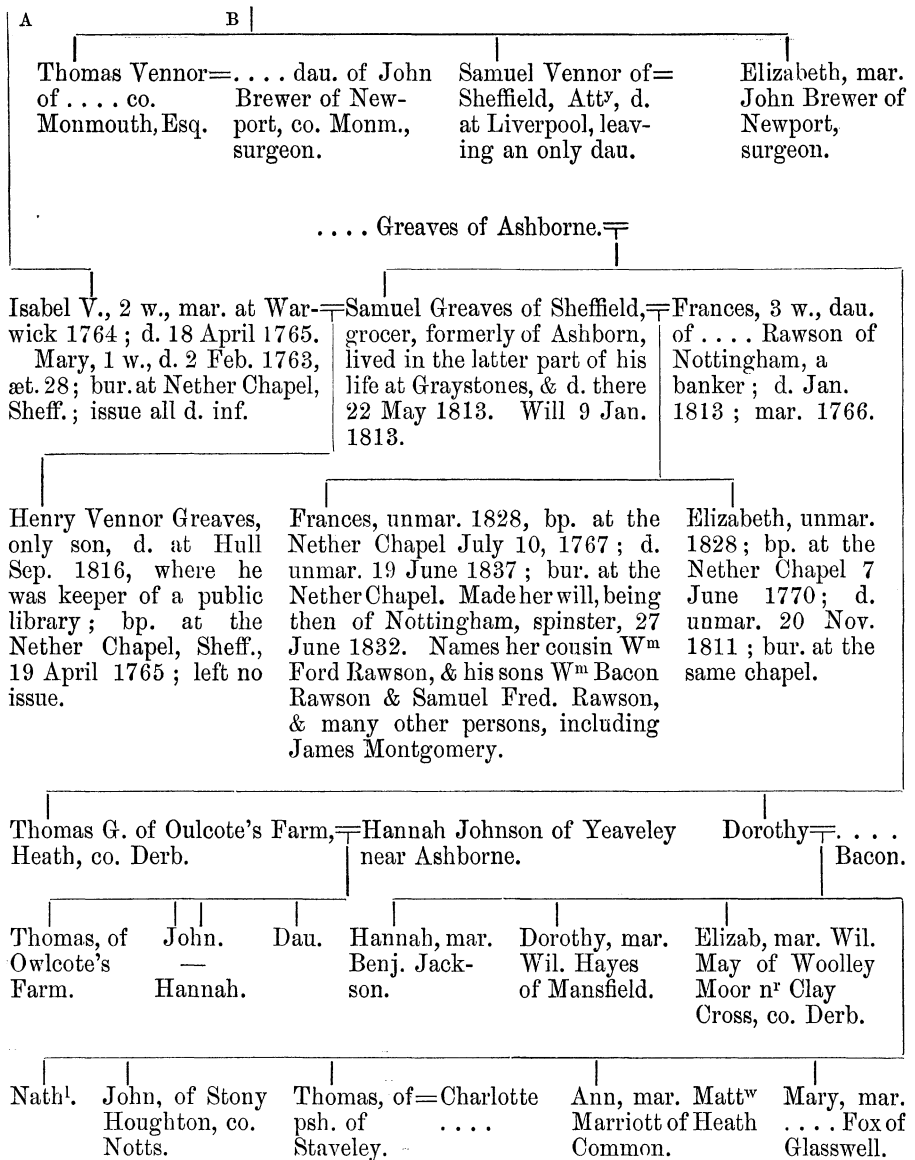 A B
Thomas Vennor=
of .... co.
Monmouth, Esq.
.... dau. of John
Brewer of New-
port, co. Monm.,
surgeon.
Samuel Vennor of=
Sheffield, Attʸ, d.
at Liverpool, leav-
ing an only dau.
Elizabeth, mar.
John Brewer of
Newport,
surgeon.
.... Greaves of Ashborne.=
Isabel V., 2 w., mar. at War-=
wick 1764 ; d. 18 April 1765.
Mary, 1 w., d. 2 Feb. 1763,
æt. 28; bur. at Nether Chapel,
Sheff.; issue all d. inf.
Samuel Greaves of Sheffield,=
grocer, formerly of Ashborn,
lived in the latter part of his
life at Graystones, & d. there
22 May 1813. Will 9 Jan.
1813.
Frances, 3 w., dau.
of .... Rawson of
Nottingham, a
banker ; d. Jan.
1813 ; mar. 1766.
Henry Vennor Greaves,
only son, d. at Hull
Sep. 1816, where he
was keeper of a public
library ; bp. at the
Nether Chapel, Sheff.,
19 April 1765 ; left no
issue.
Frances, unmar. 1828, bp. at the
Nether Chapel July 10, 1767 ; d.
unmar. 19 June 1837 ; bur. at the
Nether Chapel. Made her will, being
then of Nottingham, spinster, 27
June 1832. Names her cousin Wᵐ
Ford Rawson, & his sons Wᵐ Bacon
Rawson & Samuel Fred. Rawson,
& many other persons, including
James Montgomery.
Elizabeth, unmar.
1828 ; bp. at the
Nether Chapel 7
June 1770 ; d.
unmar. 20 Nov.
1811 ; bur. at the
same chapel.
Thomas G. of Oulcote's Farm,=
Heath, co. Derb.
Hannah Johnson of Yeaveley
near Ashborne.
Dorothy=....
Bacon.
Thomas, of
Owlcote's
Farm.
John.
—
Hannah.
Dau.
Hannah, mar.
Benj. Jack-
son.
Dorothy, mar.
Wil. Hayes
of Mansfield.
Elizab, mar. Wil.
May of Woolley
Moor nʳ Clay
Cross, co. Derb.
Nathˡ.
John, of Stony
Houghton, co.
Notts.
Thomas, of=
psh. of
Staveley.
Charlotte
....
Ann, mar. Mattʷ
Marriott of Heath
Common.
Mary, mar.
.... Fox of
Glasswell.